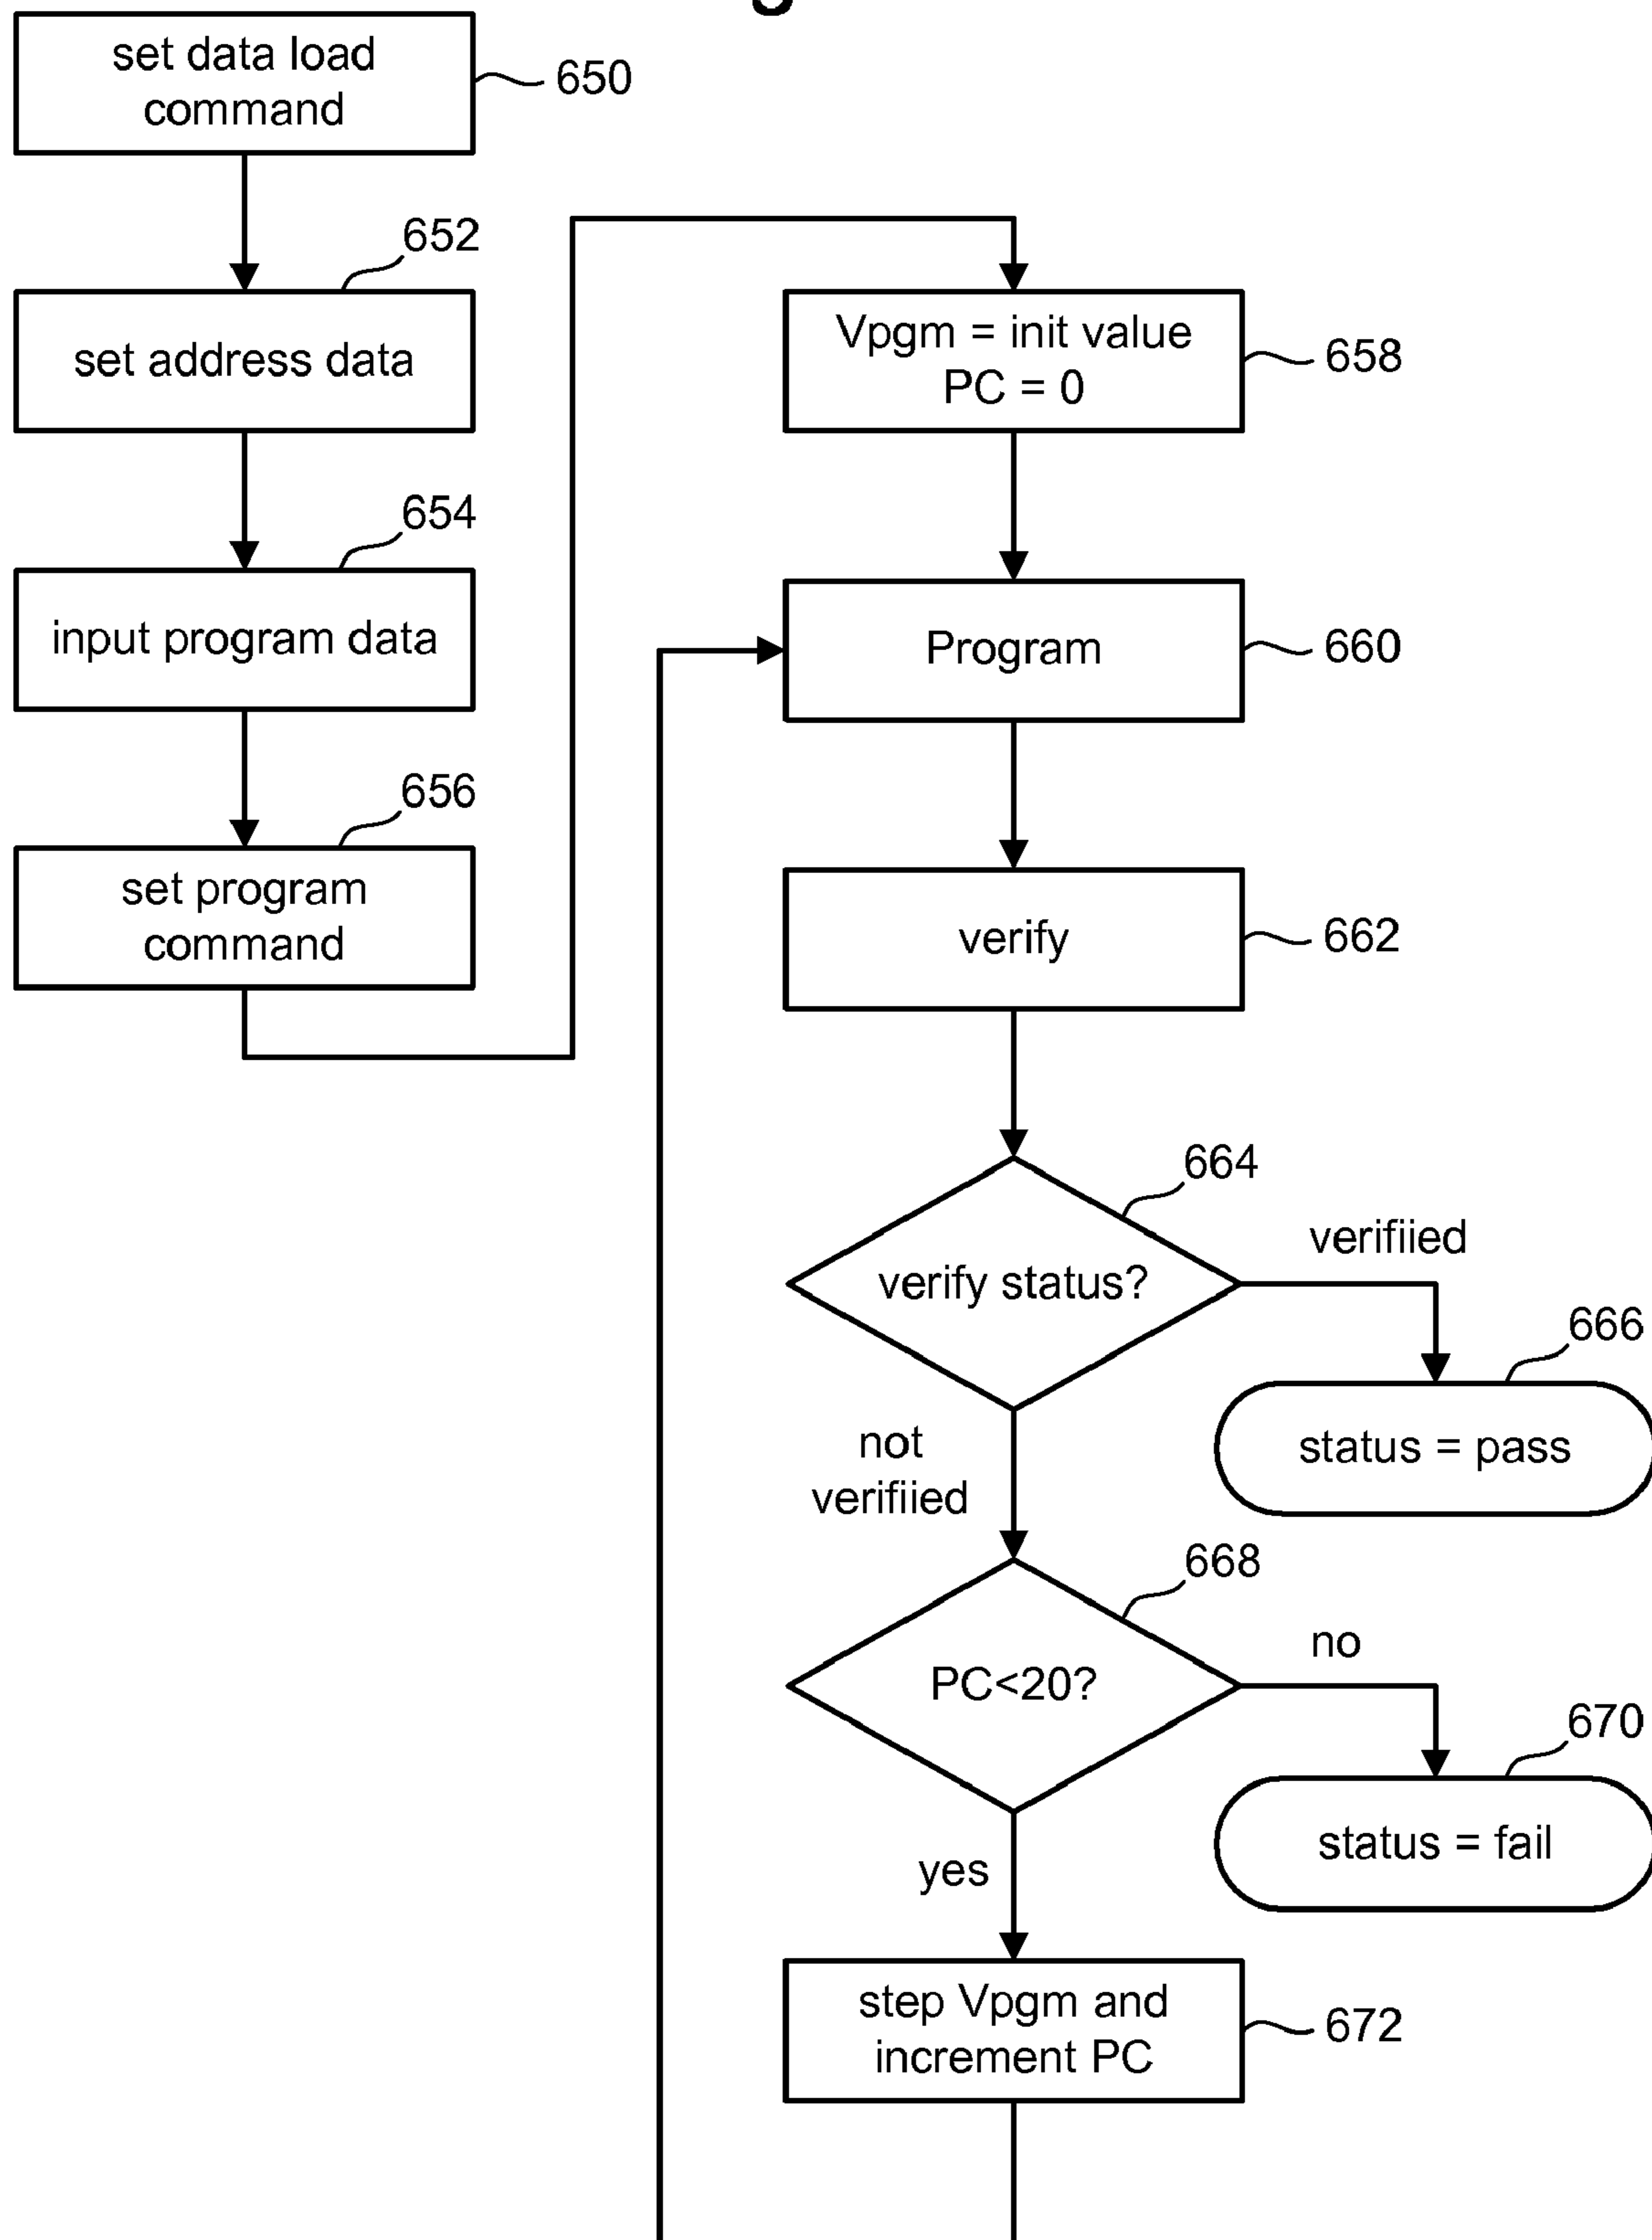 set data load
command
650
652
set address data
654
input program data
656
set program
command
Vpgm = init value
PC = 0
658
Program
660
verify
662
664
verify status?
verifiied
666
status = pass
not
verifiied
668
PC<20?
no
670
status = fail
yes
step Vpgm and
increment PC
672